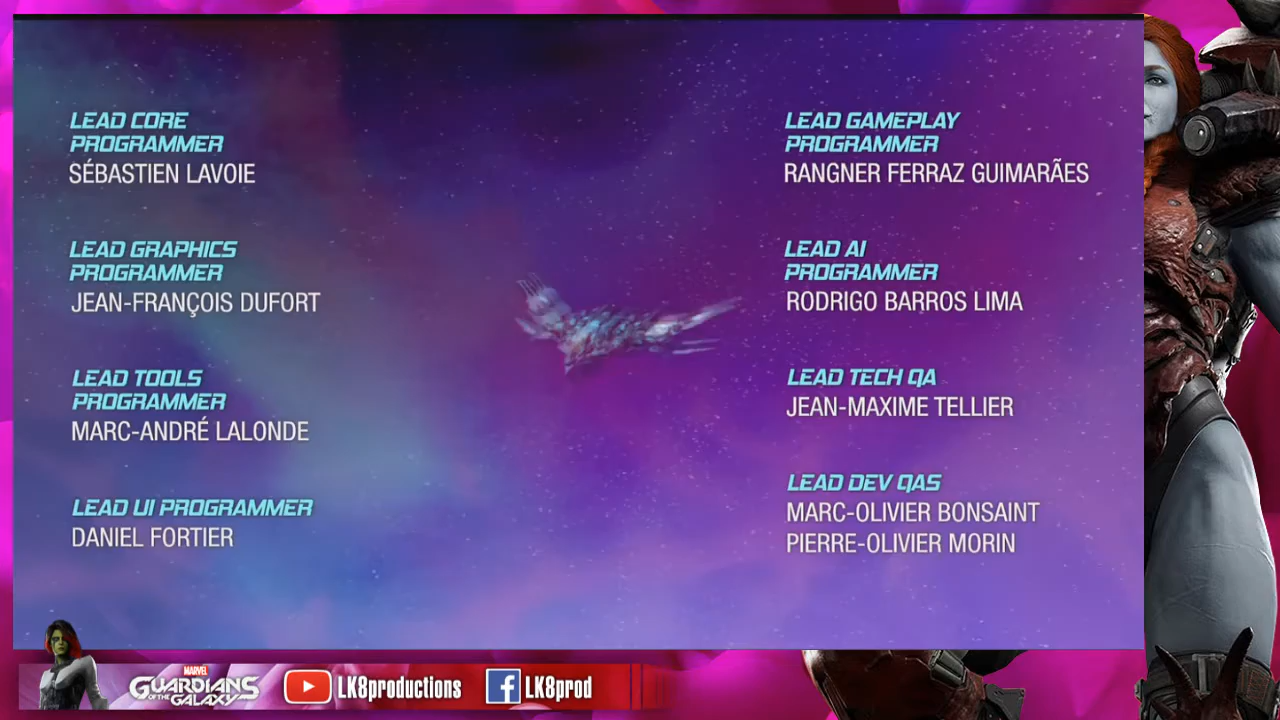 LEAD CORE
PROGRAMMER
SÉBASTIEN LAVOIE
LEAD GRAPHICS
PROGRAMMER
JEAN-FRANÇOIS DUFORT
LEAD TOOLS
PROGRAMMER
MARC-ANDRÉ LALONDE
LEAD UI PROGRAMMER
DANIEL FORTIER
LEAD GAMEPLAY
PROGRAMMER
RANGNER FERRAZ GUIMARÃES
LEAD AI
PROGRAMMER
RODRIGO BARROS LIMA
LEAD TECH QA
JEAN-MAXIME TELLIER
LEAD DEV QAS
MARC-OLIVIER BONSAINT
PIERRE-OLIVIER MORIN
MARVEL
GUARDIANS
OF THE
GALAXY
LK8productions
f LK8prod